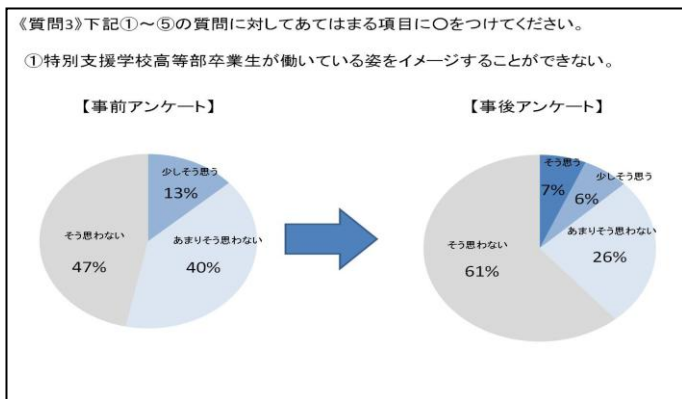 《質問3》下記①～⑤の質問に対してあてはまる項目に○をつけてください。
①特別支援学校高等部卒業生が働いている姿をイメージすることができない。
【事前アンケート】
少しそう思う
13%
あまりそう思わない
40%
そう思わない
47%
【事後アンケート】
そう思う
7%
少しそう思う
6%
あまりそう思わない
26%
そう思わない
61%